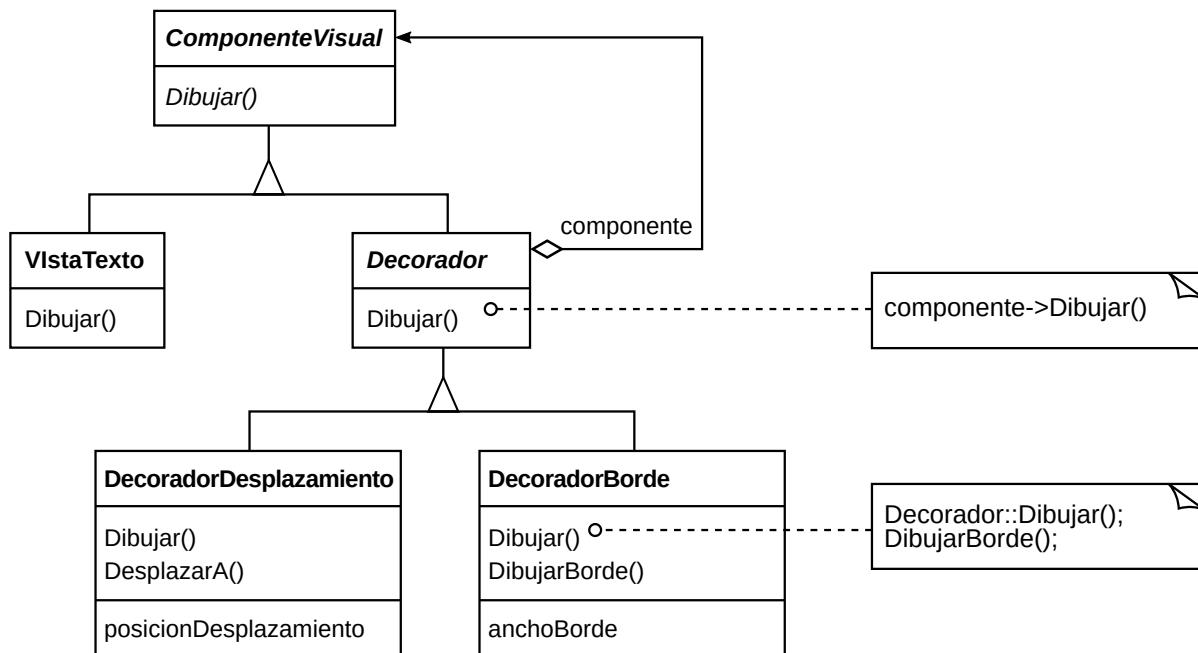 ComponenteVisual
Dibujar()
componente
VIstaTexto
Dibujar()
Decorador
Dibujar()
componente->Dibujar()
DecoradorDesplazamiento
Dibujar()
DesplazarA()
posicionDesplazamiento
DecoradorBorde
Dibujar()
DibujarBorde()
anchoBorde
Decorador::Dibujar();
DibujarBorde();